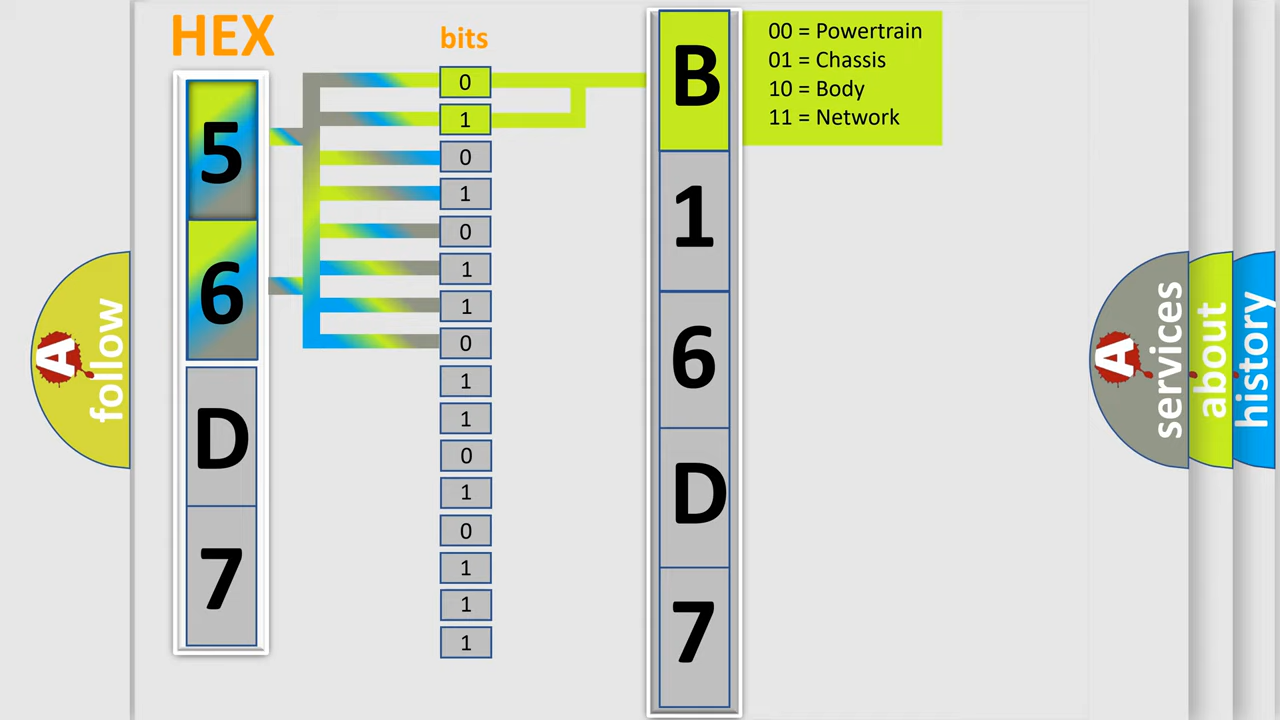 HEX
bits
5
6
D
7
0
1
0
1
0
1
1
0
1
1
0
1
0
1
1
1
B
1
6
D
7
00 = Powertrain
01 = Chassis
10 = Body
11 = Network
A
follow
A
services
about
history